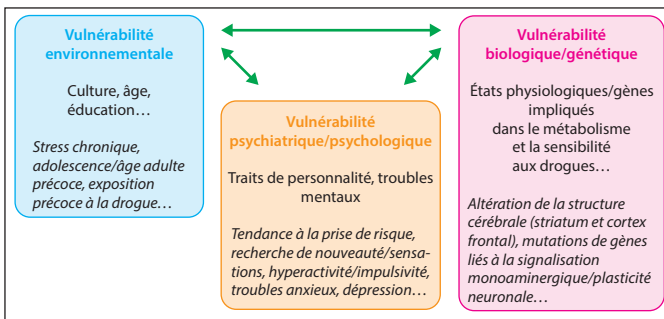 Vulnérabilité
environnementale
Culture, âge,
éducation…
Stress chronique,
adolescence/âge adulte
précoce, exposition
précoce à la drogue…
Vulnérabilité
psychiatrique/psychologique
Traits de personnalité, troubles
mentaux
Tendance à la prise de risque,
recherche de nouveauté/sensa-
tions, hyperactivité/impulsivité,
troubles anxieux, dépression…
Vulnérabilité
biologique/génétique
États physiologiques/gènes
impliqués
dans le métabolisme
et la sensibilité
aux drogues…
Altération de la structure
cérébrale (striatum et cortex
frontal), mutations de gènes
liés à la signalisation
monoaminergique/plasticité
neuronale…